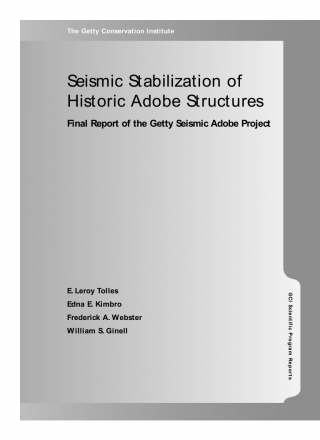 The Getty Conservation Institute
Seismic Stabilization of
Historic Adobe Structures
Final Report of the Getty Seismic Adobe Project
E. Leroy Tolles
Edna E. Kimbro
Frederick A. Webster
William S. Ginell
GCI Scientific Program Reports